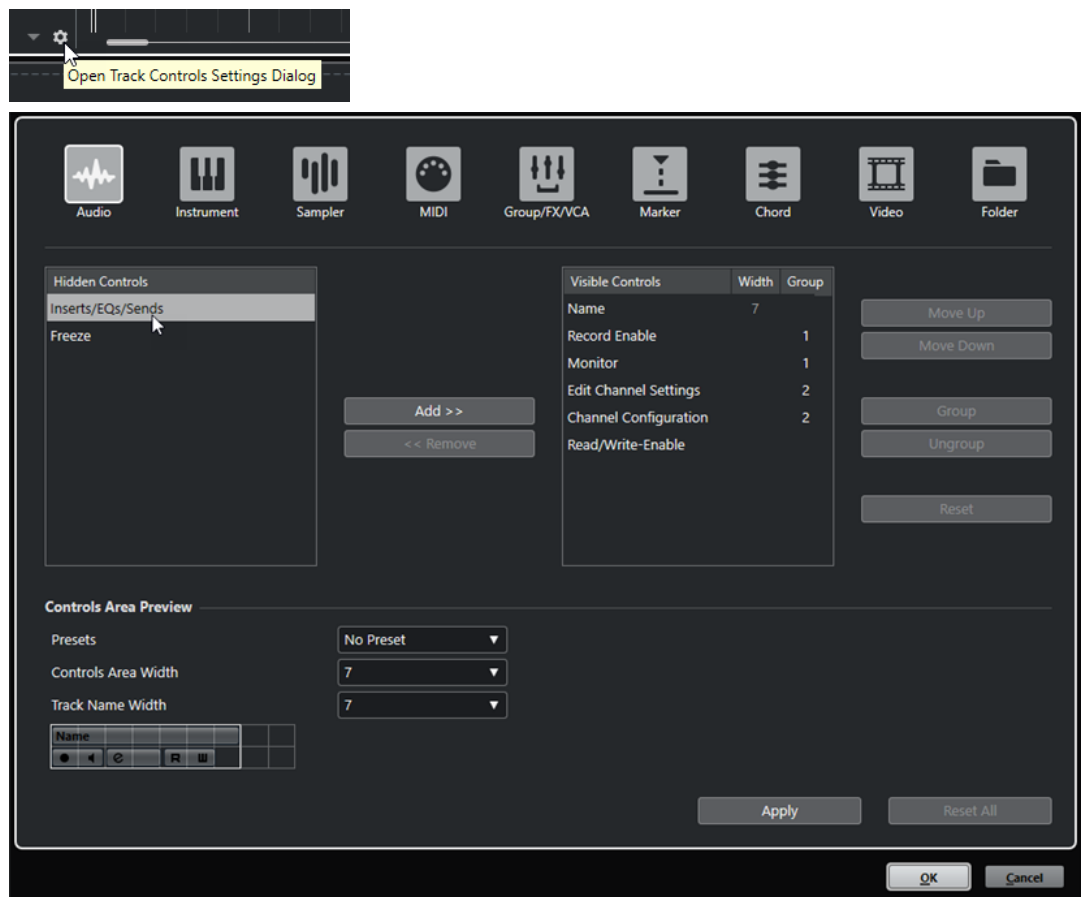 Open Track Controls Settings Dialog
Audio Instrument Sampler MIDI Group/FX/VCA Marker Chord Video Folder
Hidden Controls
Inserts/EQs/Sends
Freeze
Add >>
<< Remove
Visible Controls Width Group
Name 7
Record Enable 1
Monitor 1
Edit Channel Settings 2
Channel Configuration 2
Read/Write-Enable
Move Up
Move Down
Group
Ungroup
Reset
Controls Area Preview
Presets No Preset
Controls Area Width 7
Track Name Width 7
Name
e R W
Apply Reset All
OK Cancel